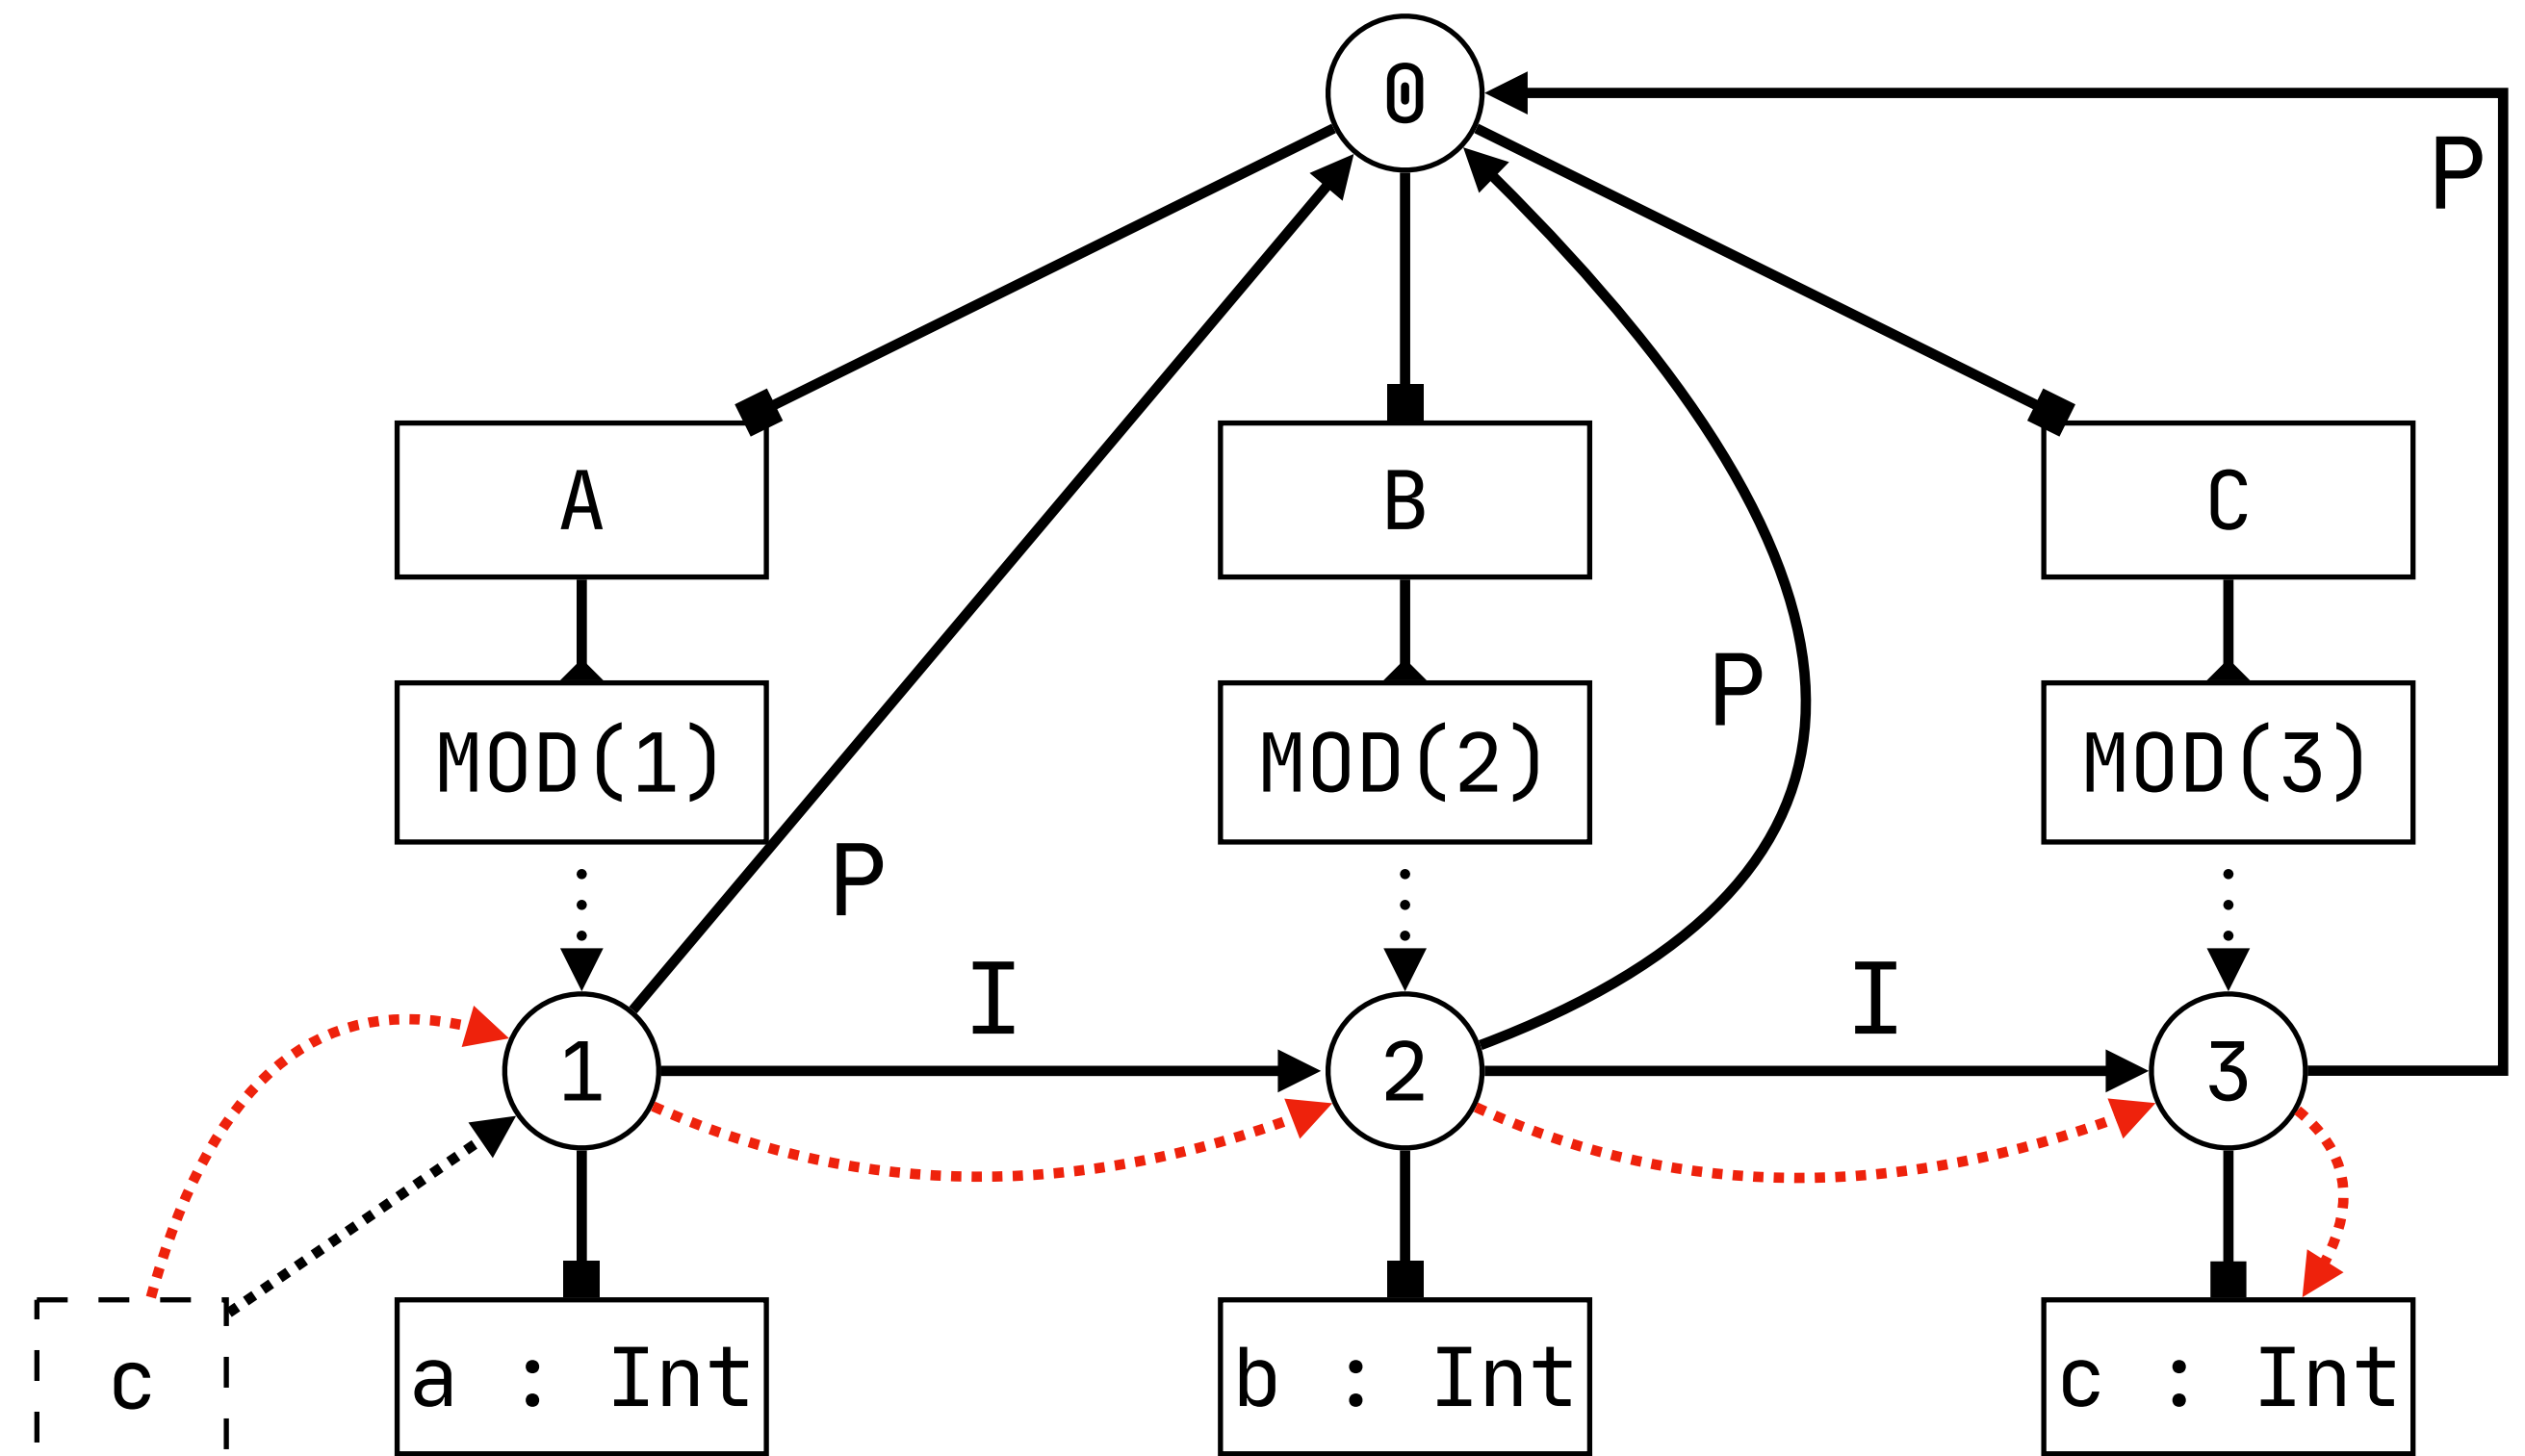 0
P
A B C
MOD(1) MOD(2) MOD(3)
P
P
I I
1 2 3
c a : Int b : Int c : Int